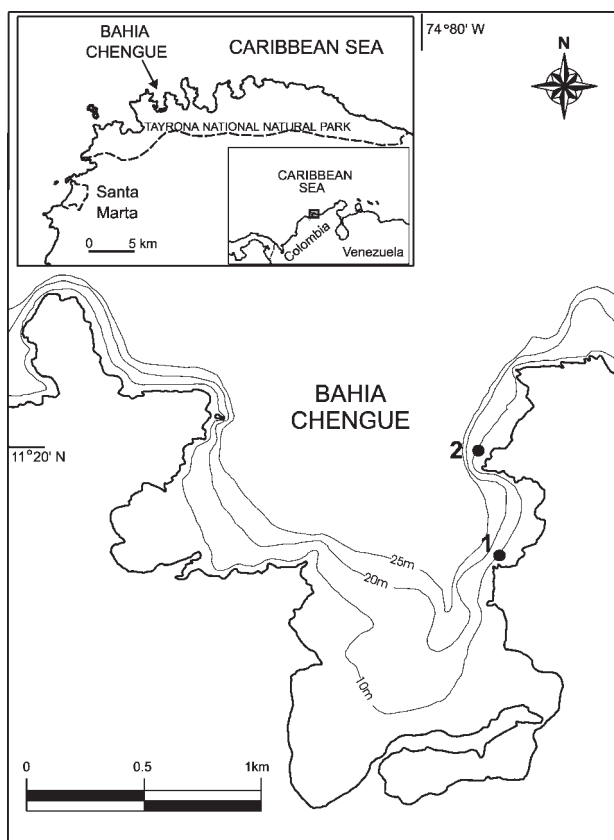 BAHIA
CHENGUE
CARIBBEAN SEA
74°80' W
N
TAYRONA NATIONAL NATURAL PARK
Santa
Marta
0 5 km
CARIBBEAN
SEA
Colombia
Venezuela
BAHIA
CHENGUE
11°20' N
2
1
25m
20m
10m
0 0.5 1km